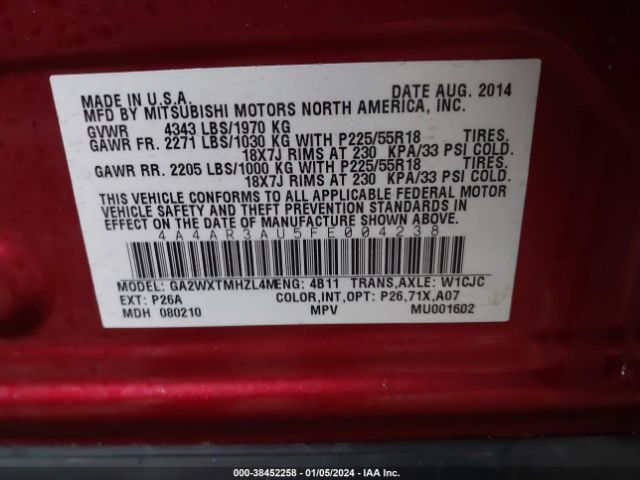 MADE IN U.S.A. DATE AUG. 2014
MFD BY MITSUBISHI MOTORS NORTH AMERICA, INC.
GVWR 4343 LBS/1970 KG
GAWR FR. 2271 LBS/1030 KG WITH P225/55R18 TIRES.
18X7J RIMS AT 230 KPA/33 PSI COLD.
GAWR RR. 2205 LBS/1000 KG WITH P225/55R18 TIRES.
18X7J RIMS AT 230 KPA/33 PSI COLD.
THIS VEHICLE CONFORMS TO ALL APPLICABLE FEDERAL MOTOR
VEHICLE SAFETY AND THEFT PREVENTION STANDARDS IN
EFFECT ON THE DATE OF MANUFACTURE SHOWN ABOVE.
4A4AR3AU5FE004238
MODEL: GA2WXTMHZL4MENG: 4B11 TRANS,AXLE: W1CJC
EXT: P26A COLOR,INT,OPT: P26,71X,A07
MDH 080210 MPV MU001602
000-38452258 - 01/05/2024 - IAAI.COM